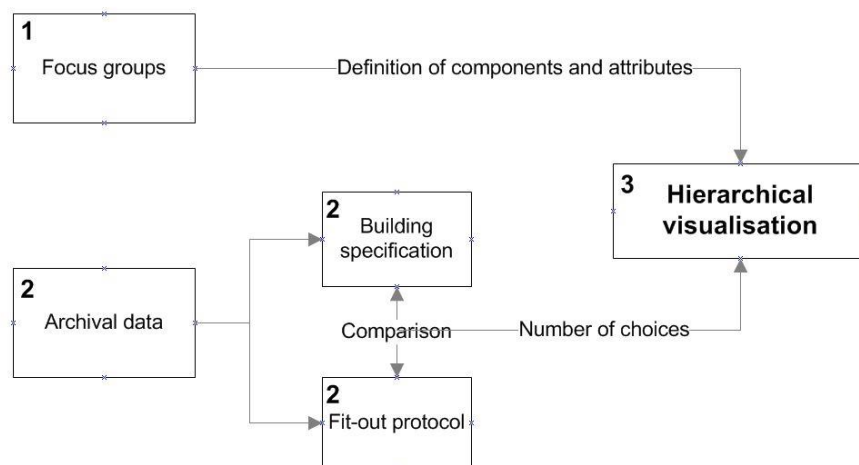 1
Focus groups
Definition of components and attributes
3
Hierarchical
visualisation
2
Building
specification
2
Archival data
Comparison
Number of choices
2
Fit-out protocol